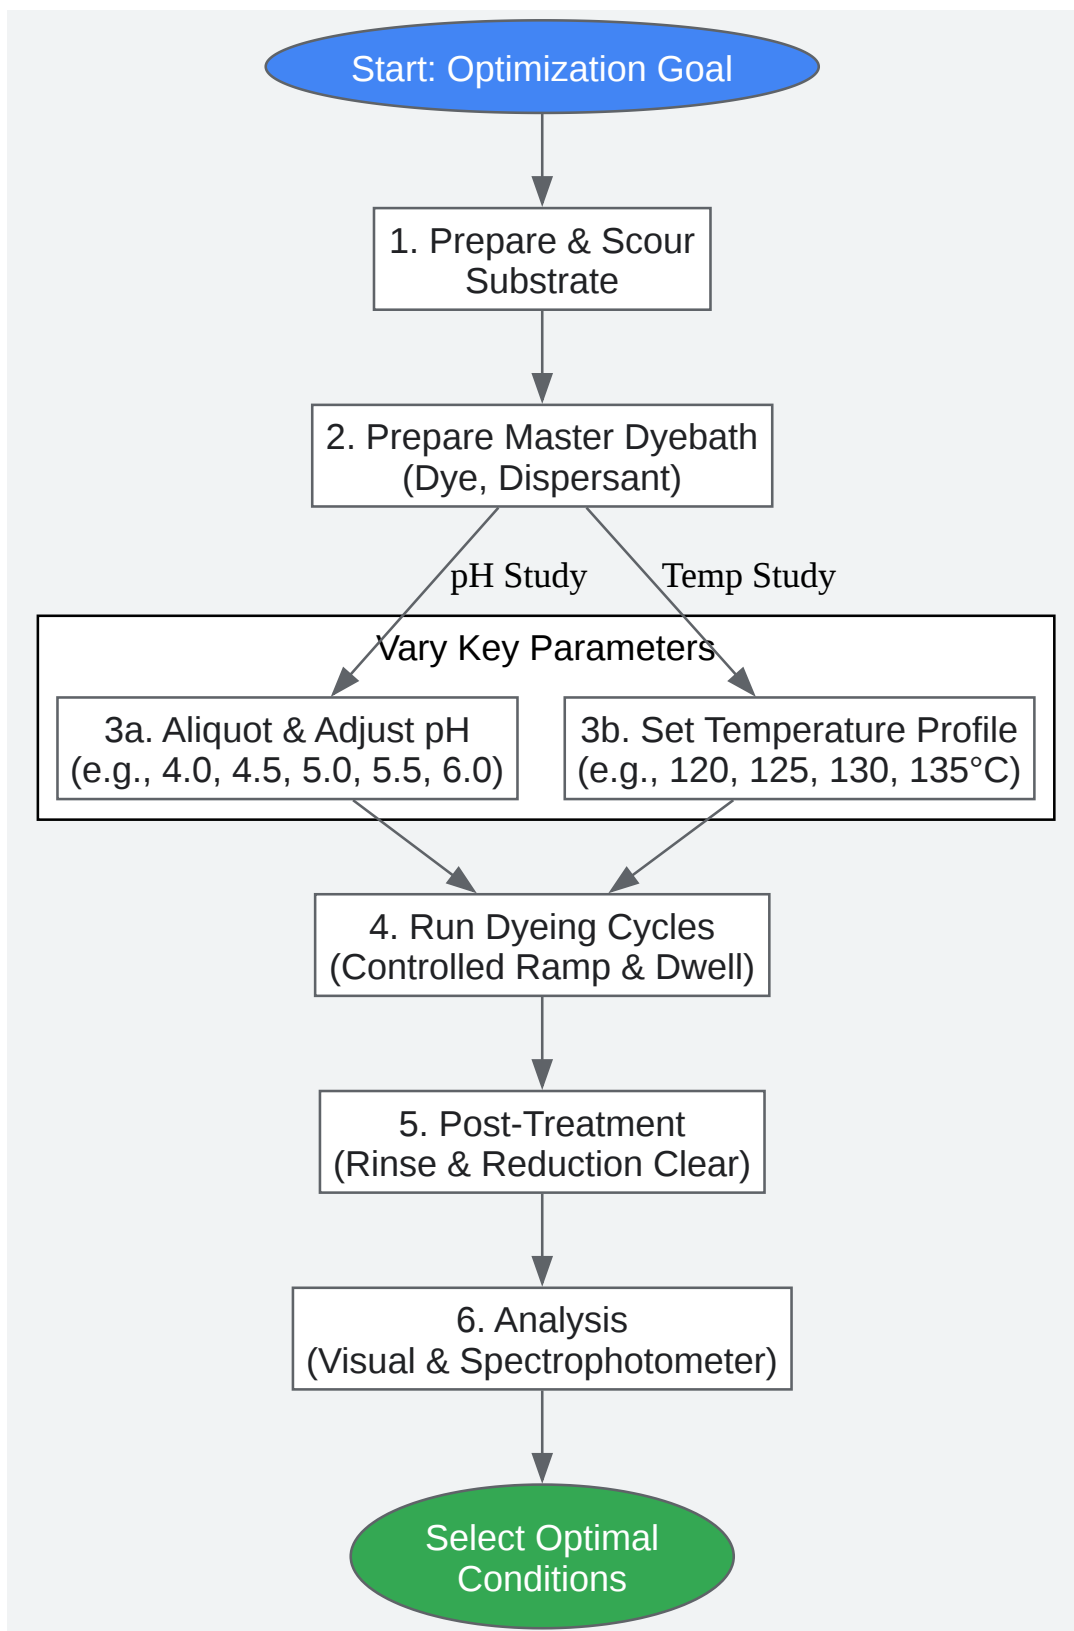 Start: Optimization Goal
1. Prepare & Scour
Substrate
2. Prepare Master Dyebath
(Dye, Dispersant)
pH Study
Temp Study
Vary Key Parameters
3a. Aliquot & Adjust pH
(e.g., 4.0, 4.5, 5.0, 5.5, 6.0)
3b. Set Temperature Profile
(e.g., 120, 125, 130, 135°C)
4. Run Dyeing Cycles
(Controlled Ramp & Dwell)
5. Post-Treatment
(Rinse & Reduction Clear)
6. Analysis
(Visual & Spectrophotometer)
Select Optimal
Conditions